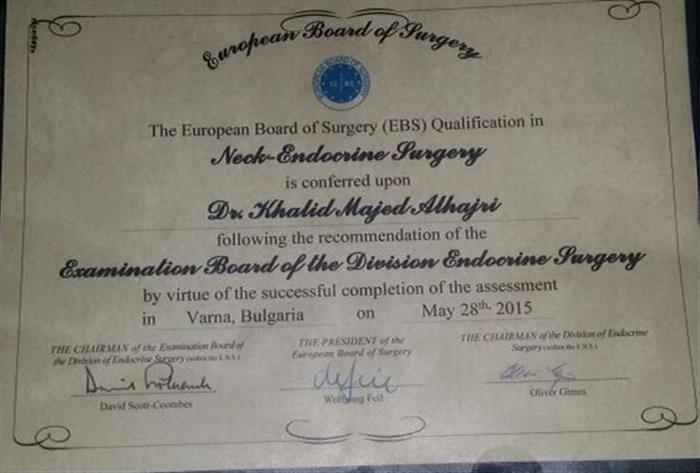 European Board of Surgery
The European Board of Surgery (EBS) Qualification in
Neck-Endocrine Surgery
is conferred upon
Dr. Khalid Majed Alhajri
following the recommendation of the
Examination Board of the Division Endocrine Surgery
by virtue of the successful completion of the assessment
in Varna, Bulgaria on May 28th. 2015
THE CHAIRMAN of the Examination Board of
the Division of Endocrine Surgery (within the E.B.S.)
David Scott-Coombes
THE PRESIDENT of the
European Board of Surgery
Wolfgang Feil
THE CHAIRMAN of the Division of Endocrine
Surgery (within the E.B.S.)
Oliver Gimm